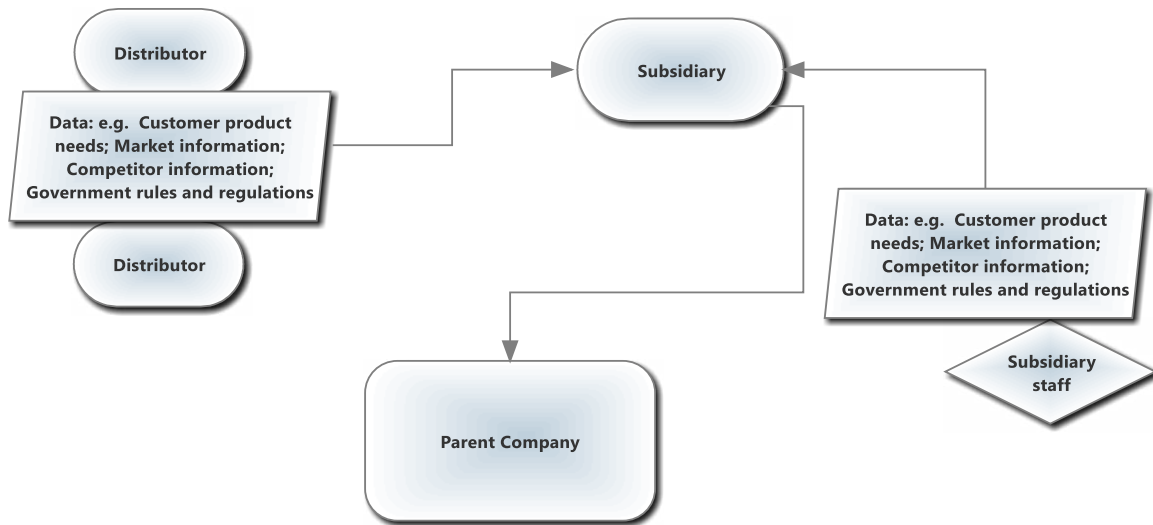 Distributor
Data: e.g. Customer product
needs; Market information;
Competitor information;
Government rules and regulations
Distributor
Subsidiary
Data: e.g. Customer product
needs; Market information;
Competitor information;
Government rules and regulations
Subsidiary
staff
Parent Company